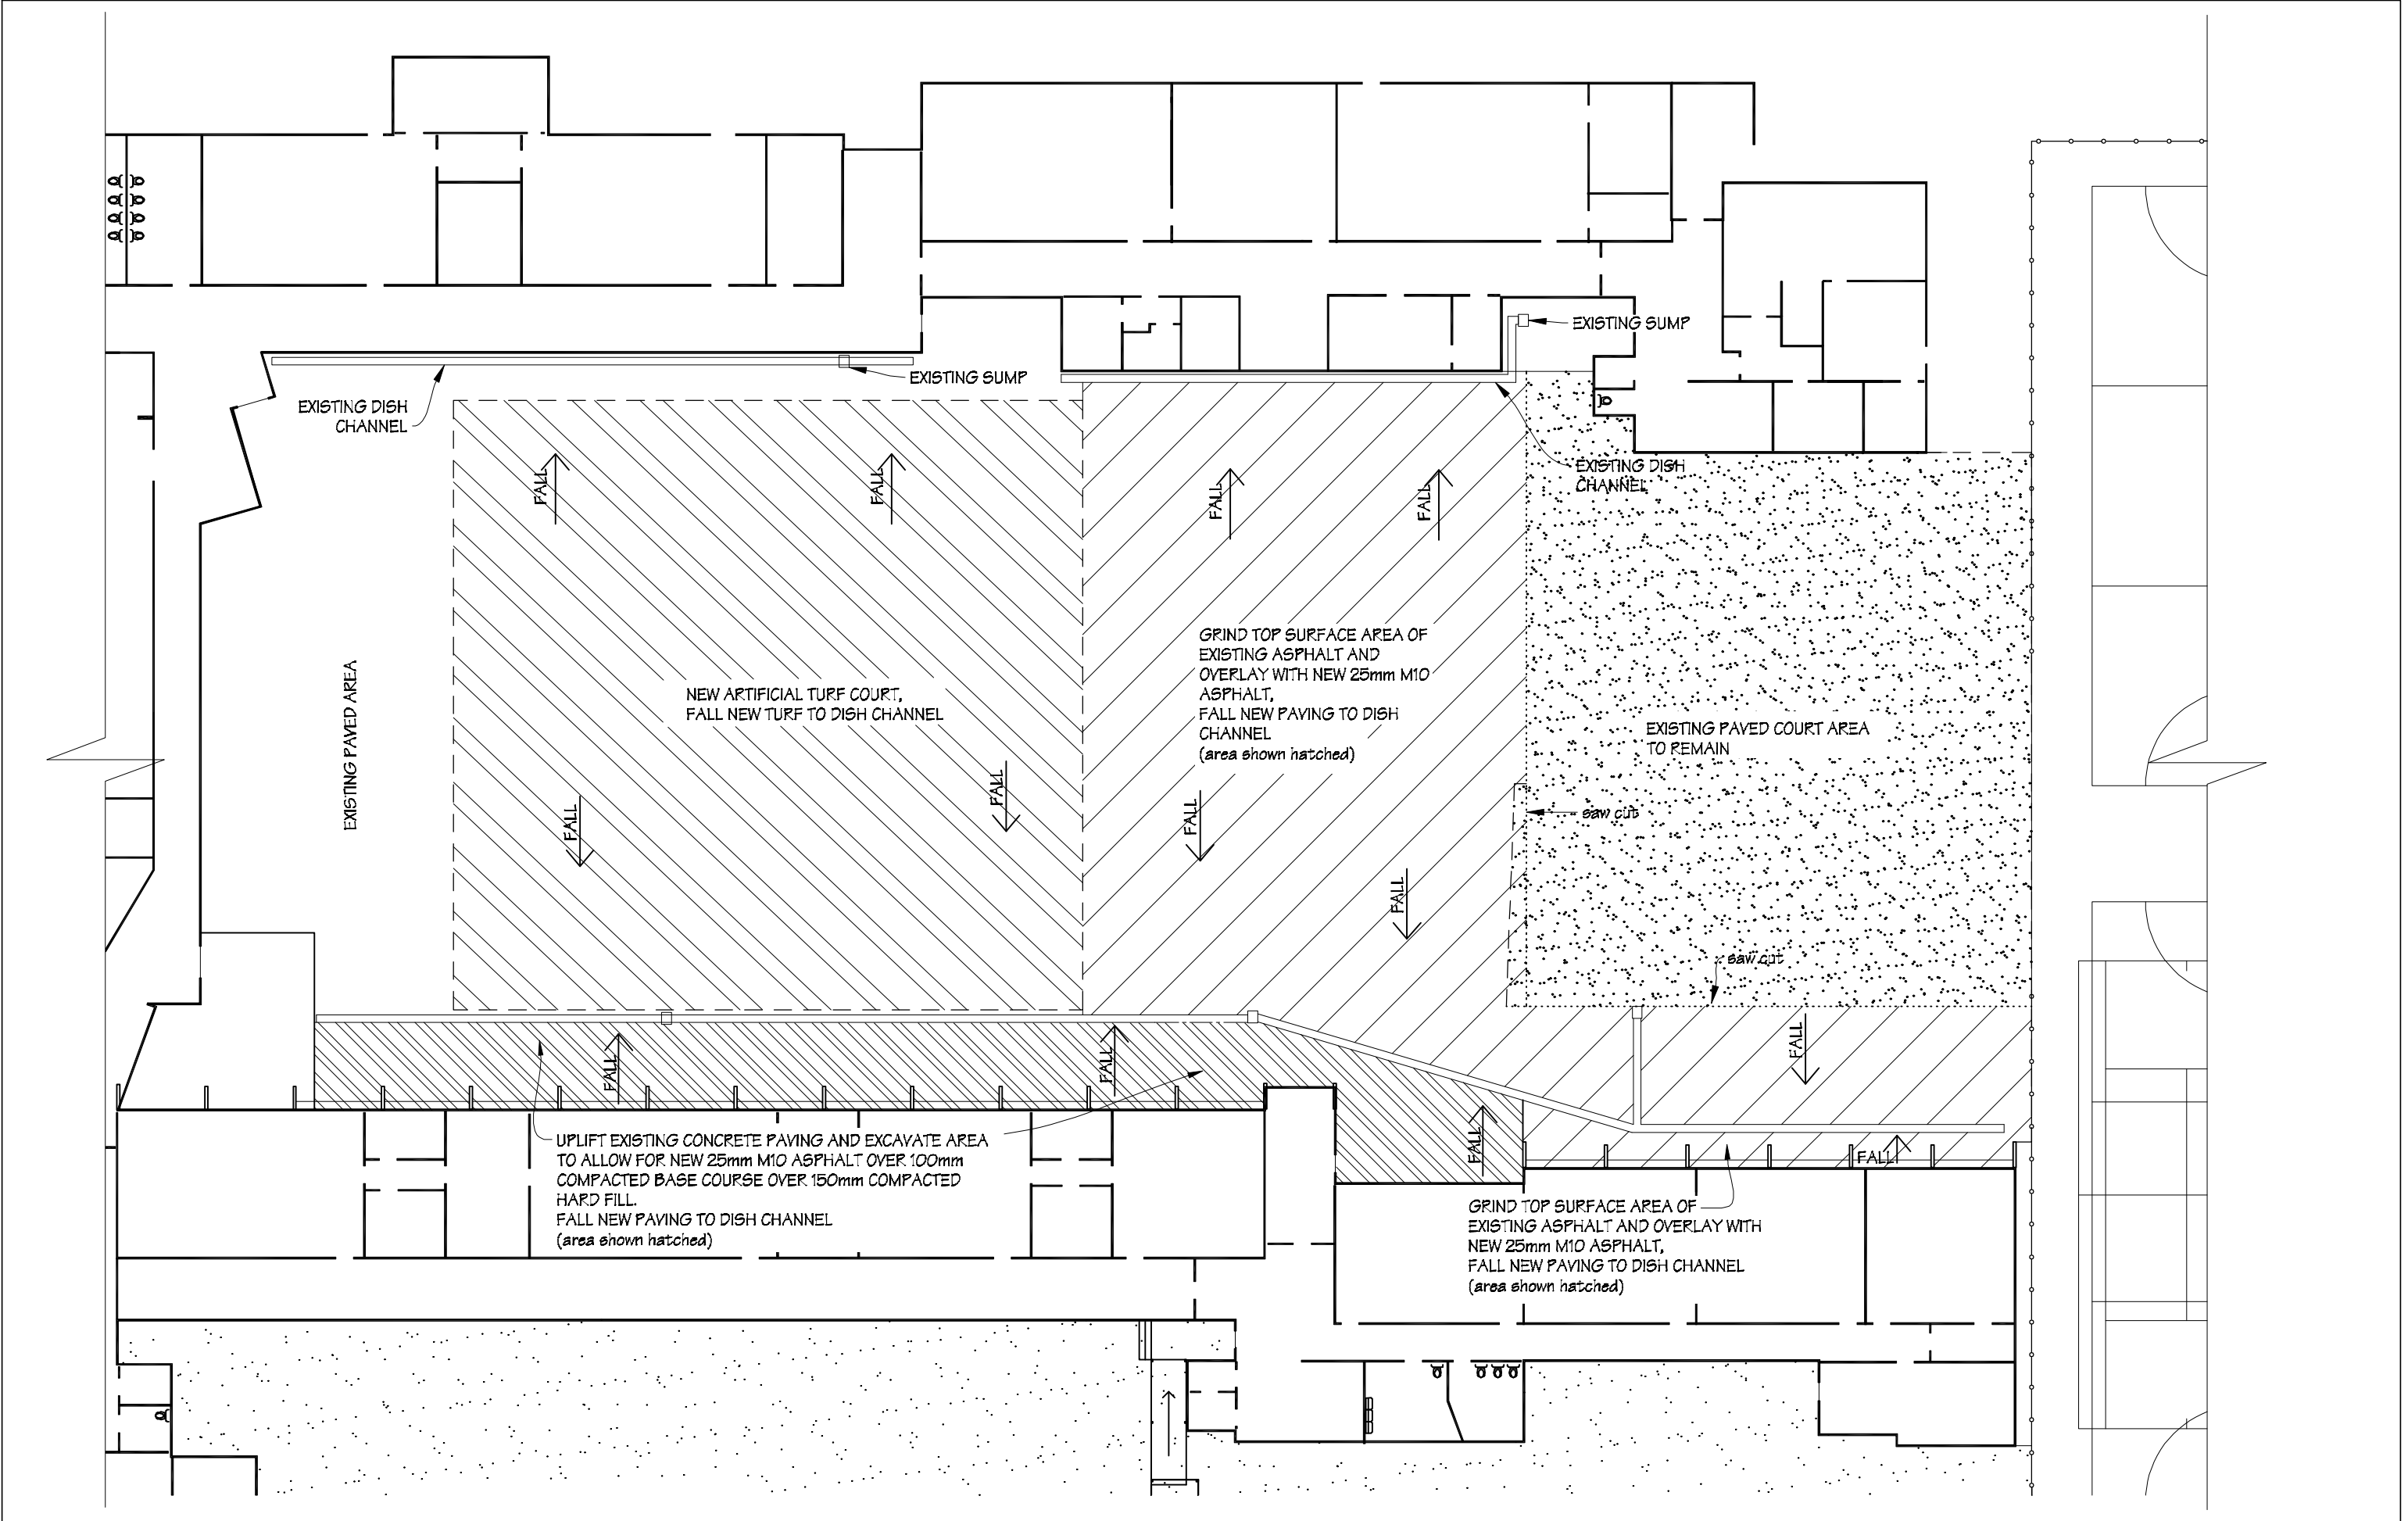 EXISTING SUMP
EXISTING SUMP
EXISTING DISH
CHANNEL
EXISTING DISH
CHANNEL
FALL
FALL
FALL
FALL
EXISTING PAVED AREA
NEW ARTIFICIAL TURF COURT,
FALL NEW TURF TO DISH CHANNEL
GRIND TOP SURFACE AREA OF
EXISTING ASPHALT AND
OVERLAY WITH NEW 25mm M10
ASPHALT,
FALL NEW PAVING TO DISH
CHANNEL
(area shown hatched)
EXISTING PAVED COURT AREA
TO REMAIN
FALL
FALL
FALL
FALL
saw cut
saw cut
FALL
FALL
FALL
FALL
FALL
UPLIFT EXISTING CONCRETE PAVING AND EXCAVATE AREA
TO ALLOW FOR NEW 25mm M10 ASPHALT OVER 100mm
COMPACTED BASE COURSE OVER 150mm COMPACTED
HARD FILL.
FALL NEW PAVING TO DISH CHANNEL
(area shown hatched)
GRIND TOP SURFACE AREA OF
EXISTING ASPHALT AND OVERLAY WITH
NEW 25mm M10 ASPHALT,
FALL NEW PAVING TO DISH CHANNEL
(area shown hatched)